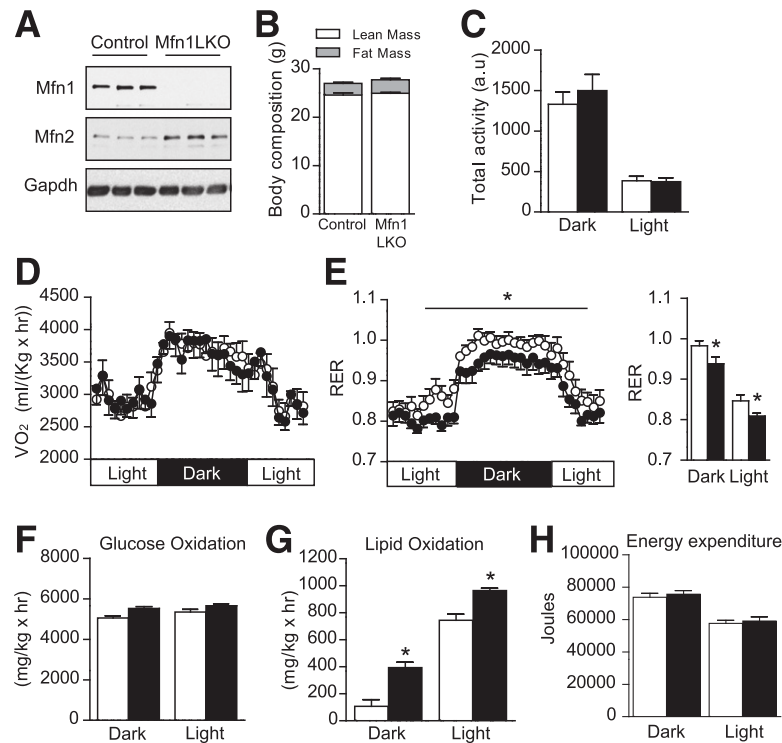 A
Control Mfn1LKO
Mfn1
Mfn2
Gapdh
B
Lean Mass
Fat Mass
Body composition (g)
30
20
10
0
Control
Mfn1
LKO
C
Total activity (a.u)
2000
1500
1000
500
0
Dark
Light
D
VO2 (ml/(Kg x hr))
4500
4000
3500
3000
2500
2000
Light
Dark
Light
E
RER
1.1
1.0
0.9
0.8
0.7
*
Light
Dark
Light
RER
1.1
1.0
0.9
0.8
0.7
*
*
Dark Light
F
Glucose Oxidation
(mg/kg x hr)
8000
6000
4000
2000
0
Dark
Light
G
Lipid Oxidation
(mg/kg x hr)
1200
1000
800
600
400
200
0
*
*
Dark
Light
H
Energy expenditure
Joules
100000
80000
60000
40000
20000
0
Dark
Light